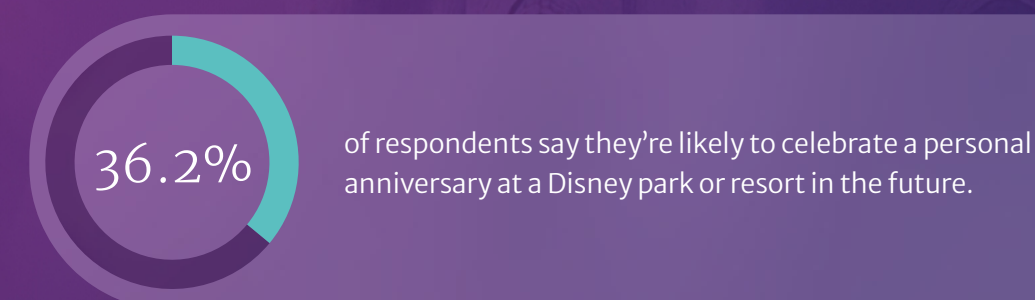 36.2%
of respondents say they’re likely to celebrate a personal
anniversary at a Disney park or resort in the future.